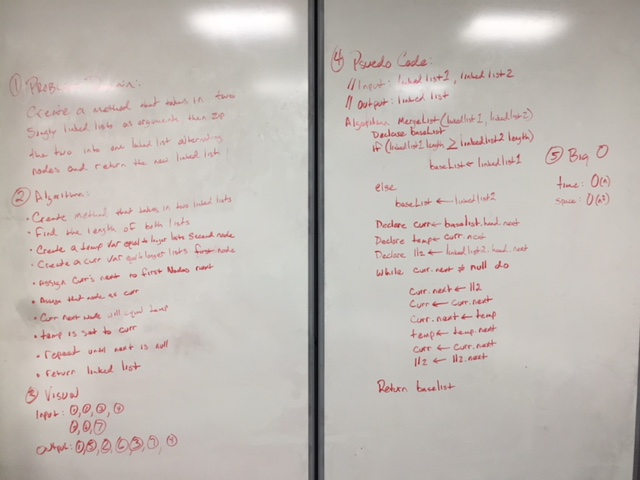 ① Problem Domain:
Create a method that takes in two
singly linked lists as arguments then zip
the two into one linked list alternating
nodes and return the new linked list
② Algorithm:
• Create method that takes in two linked lists
• Find the length of both lists
• Create a temp var equal to longer lists second node
• Create a curr var longer lists first node
• Assign curr's next to first Nodes next
• Assign that node as curr
• Curr next node will equal temp
• temp is set to curr
• repeat until next is null
• return linked list
③ Visual
Input: ①,②,③,④
⑤,⑥,⑦
Output: ①,⑤,②,⑥,③,⑦,④
④ Psuedo Code:
// Input: linked list1, linked list2
// output: linked list
Algorithm MergeList(linkedlist1, linkedlist2)
Declare baseList
if (linkedlist1 length ≥ linkedlist2 length)
baseList ← linkedlist1
else
baseList ← linkedlist2
Declare curr ← baselist.head.next
Declare temp ← curr.next
Declare ll2 ← linkedlist2.head.next
While curr.next ≠ null do
curr.next ← ll2
Curr ← curr.next
Curr.next ← temp
temp ← temp.next
curr ← curr.next
ll2 ← ll2.next
Return baselist
⑤ Big O
time: O(n)
space: O(n2)